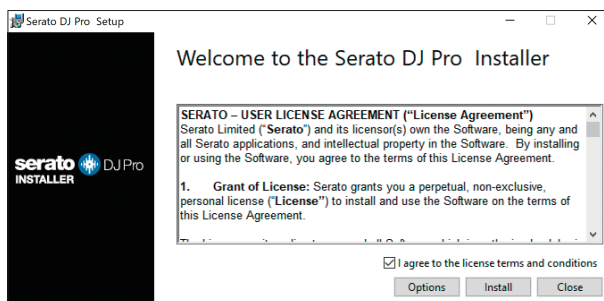 Serato DJ Pro Setup
Welcome to the Serato DJ Pro Installer
serato DJ Pro
INSTALLER
SERATO – USER LICENSE AGREEMENT (“License Agreement”)
Serato Limited (“Serato”) and its licensor(s) own the Software, being any and
all Serato applications, and intellectual property in the Software. By installing
or using the Software, you agree to the terms of this License Agreement.
1. Grant of License: Serato grants you a perpetual, non-exclusive,
personal license (“License”) to install and use the Software on the terms of
this License Agreement.
I agree to the license terms and conditions
Options Install Close